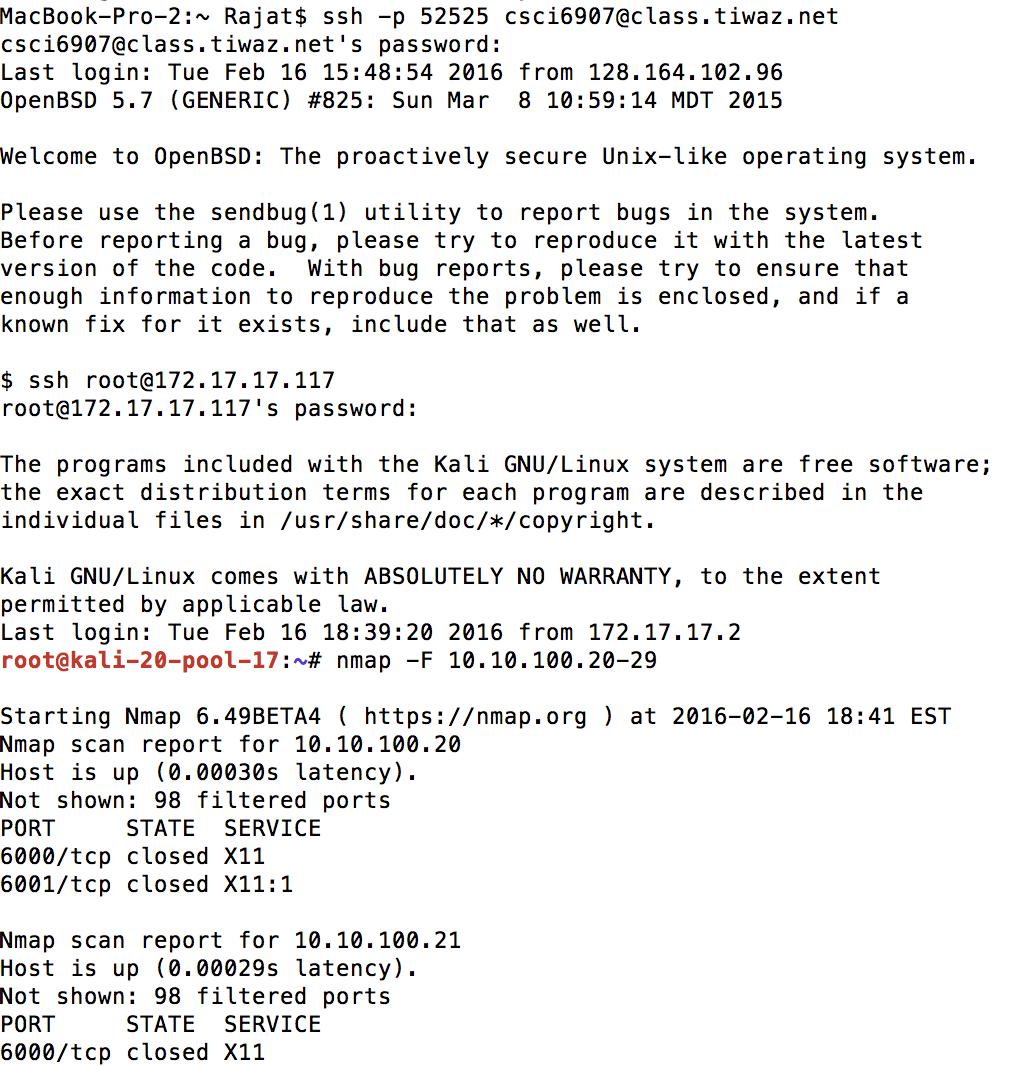 MacBook-Pro-2:~ Rajat$ ssh -p 52525 csci6907@class.tiwaz.net
csci6907@class.tiwaz.net's password:
Last login: Tue Feb 16 15:48:54 2016 from 128.164.102.96
OpenBSD 5.7 (GENERIC) #825: Sun Mar  8 10:59:14 MDT 2015

Welcome to OpenBSD: The proactively secure Unix-like operating system.

Please use the sendbug(1) utility to report bugs in the system.
Before reporting a bug, please try to reproduce it with the latest
version of the code.  With bug reports, please try to ensure that
enough information to reproduce the problem is enclosed, and if a
known fix for it exists, include that as well.

$ ssh root@172.17.17.117
root@172.17.17.117's password:

The programs included with the Kali GNU/Linux system are free software;
the exact distribution terms for each program are described in the
individual files in /usr/share/doc/*/copyright.

Kali GNU/Linux comes with ABSOLUTELY NO WARRANTY, to the extent
permitted by applicable law.
Last login: Tue Feb 16 18:39:20 2016 from 172.17.17.2
root@kali-20-pool-17:~# nmap -F 10.10.100.20-29

Starting Nmap 6.49BETA4 ( https://nmap.org ) at 2016-02-16 18:41 EST
Nmap scan report for 10.10.100.20
Host is up (0.00030s latency).
Not shown: 98 filtered ports
PORT     STATE  SERVICE
6000/tcp closed X11
6001/tcp closed X11:1

Nmap scan report for 10.10.100.21
Host is up (0.00029s latency).
Not shown: 98 filtered ports
PORT     STATE  SERVICE
6000/tcp closed X11